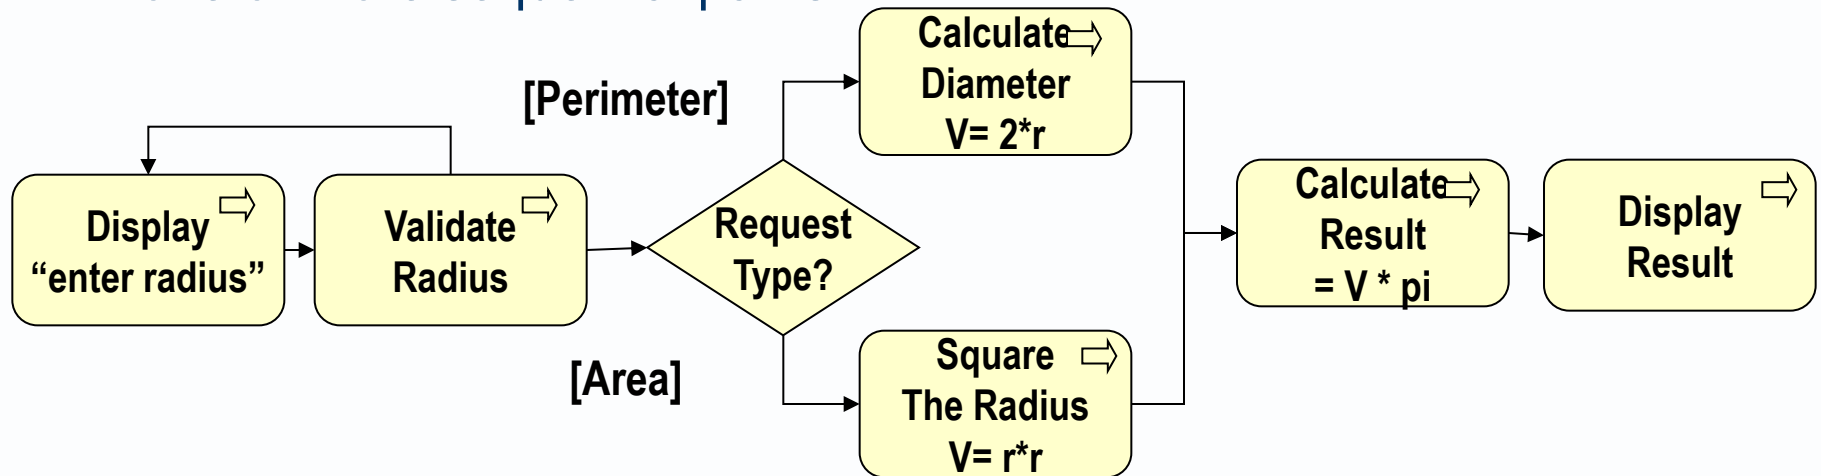 [Perimeter]
Calculate
Diameter
V= 2*r
Display
“enter radius”
Validate
Radius
Request
Type?
[Area]
Square
The Radius
V= r*r
Calculate
Result
= V * pi
Display
Result